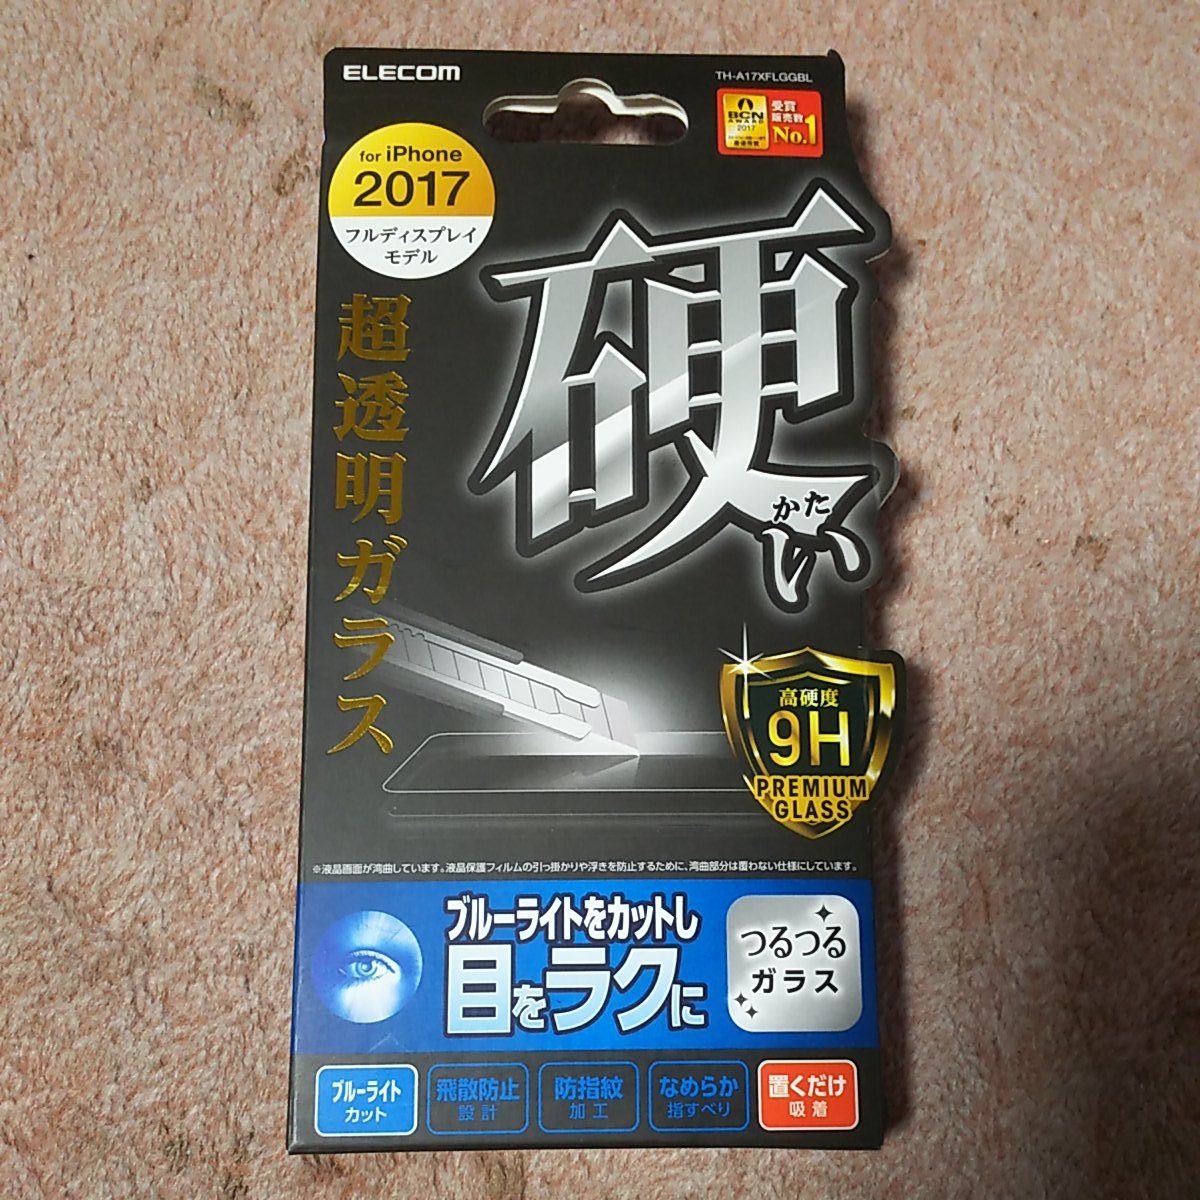 ELECOM
TH-A17XFLGGBL
for iPhone
2017
フルディスプレイ
モデル
BCN
AWARD
2017
受賞
販売数
No.1
超透明ガラス
硬い
かた
高硬度
9H
PREMIUM
GLASS
※液晶画面が湾曲しています。液晶保護フィルムの引っ掛かりや浮きを防止するために、湾曲部分は覆わない仕様にしています。
ブルーライトをカットし
目をラクに
つるつる
ガラス
ブルーライト
カット
飛散防止
設計
防指紋
加工
なめらか
指すべり
置くだけ
吸着